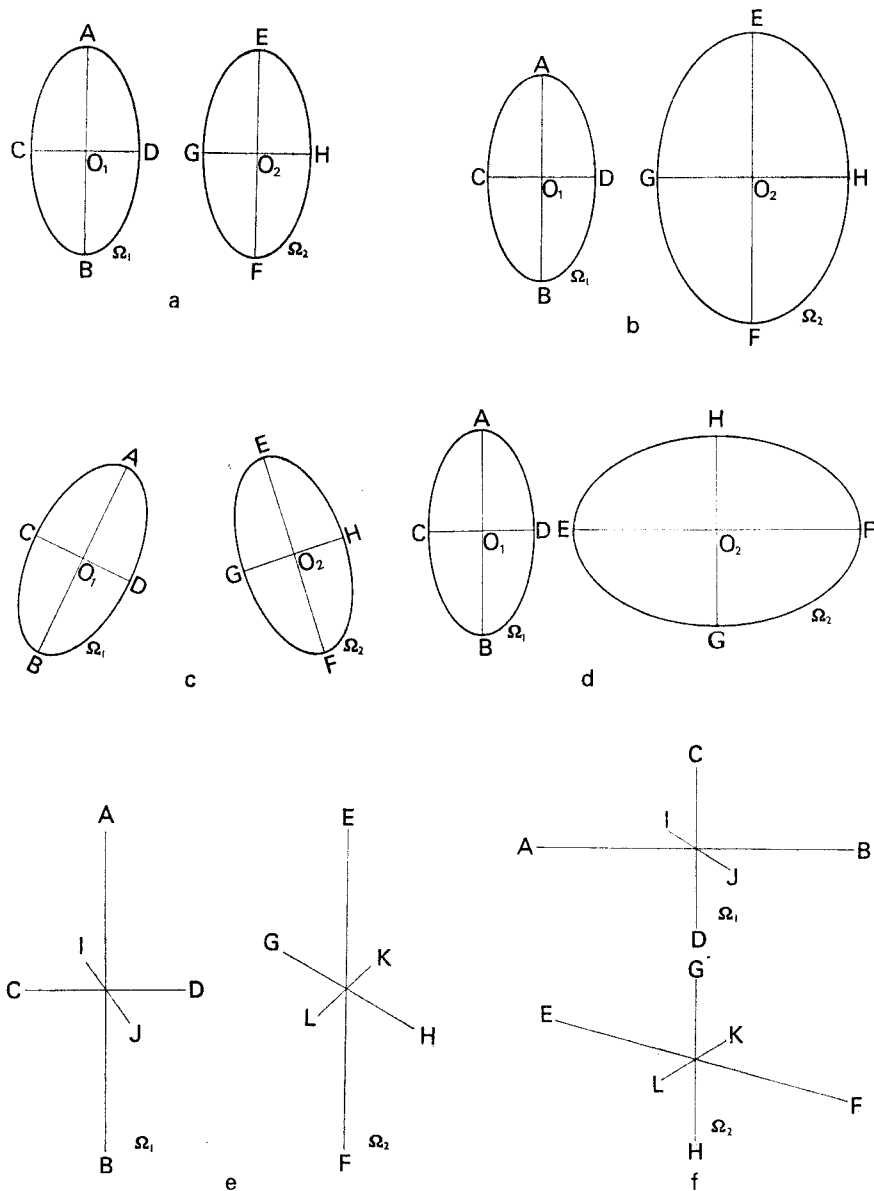 A E
C O₁ D G O₂ H
B Ω₁ F Ω₂
a
E
A
C O₁ D G O₂ H
B Ω₁ F Ω₂
b
A E
C O₁ D G O₂ H
B Ω₁ F Ω₂
c
A H
C O₁ D E O₂ F
B Ω₁ G Ω₂
d
A E
I G K
C D
J L H
B Ω₁ F Ω₂
e
C
I
A B
J
Ω₁
D
G
E K
L F
Ω₂
H
f